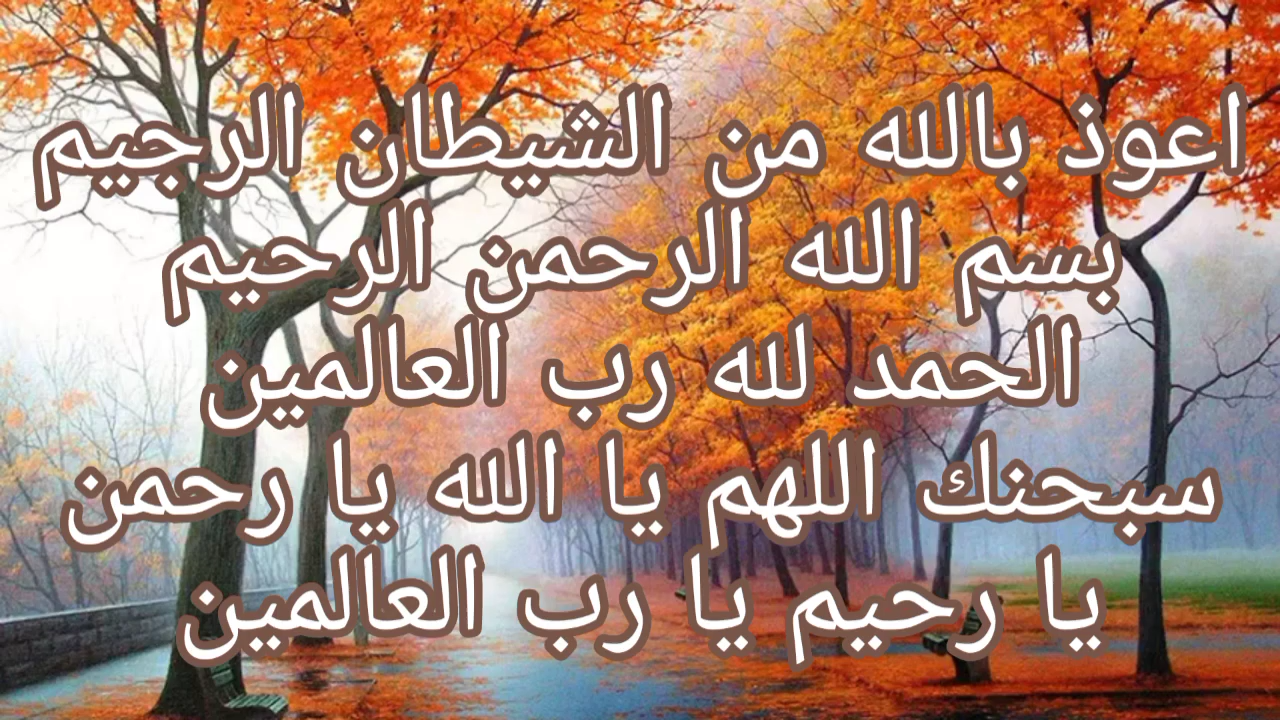 اعوذ بالله من الشيطان الرجيم
بسم الله الرحمن الرحيم
الحمد لله رب العالمين
سبحنك اللهم يا الله يا رحمن
يا رحيم يا رب العالمين